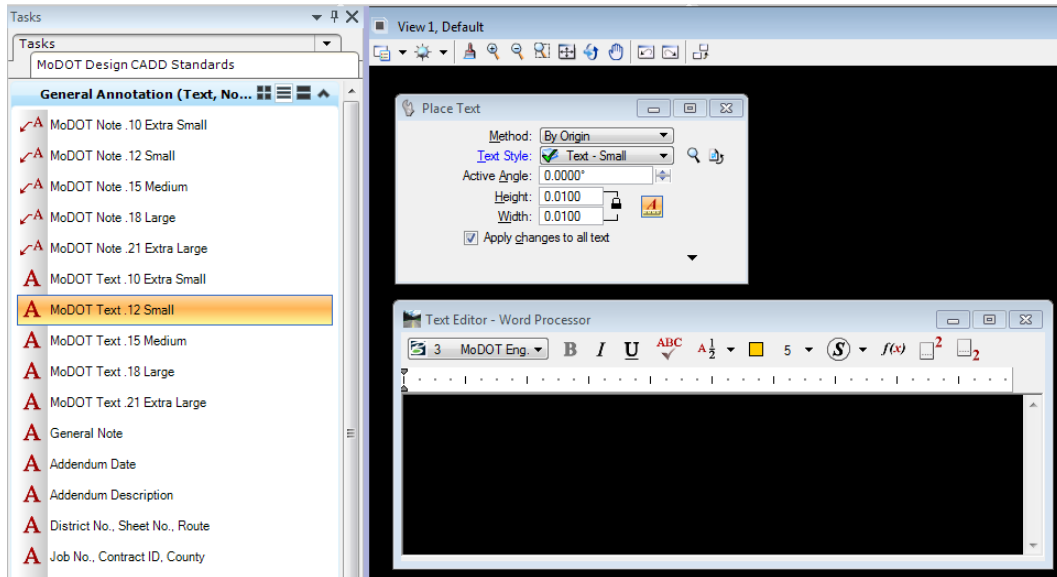 Tasks
Tasks
MoDOT Design CADD Standards
General Annotation (Text, No...
MoDOT Note .10 Extra Small
MoDOT Note .12 Small
MoDOT Note .15 Medium
MoDOT Note .18 Large
MoDOT Note .21 Extra Large
MoDOT Text .10 Extra Small
MoDOT Text .12 Small
MoDOT Text .15 Medium
MoDOT Text .18 Large
MoDOT Text .21 Extra Large
General Note
Addendum Date
Addendum Description
District No., Sheet No., Route
Job No., Contract ID, County
View 1, Default
Place Text
Method: By Origin
Text Style: Text - Small
Active Angle: 0.0000°
Height: 0.0100
Width: 0.0100
Apply changes to all text
Text Editor - Word Processor
3 MoDOT Eng. B I U ABC A 1/2 5 S f(x) 2 2